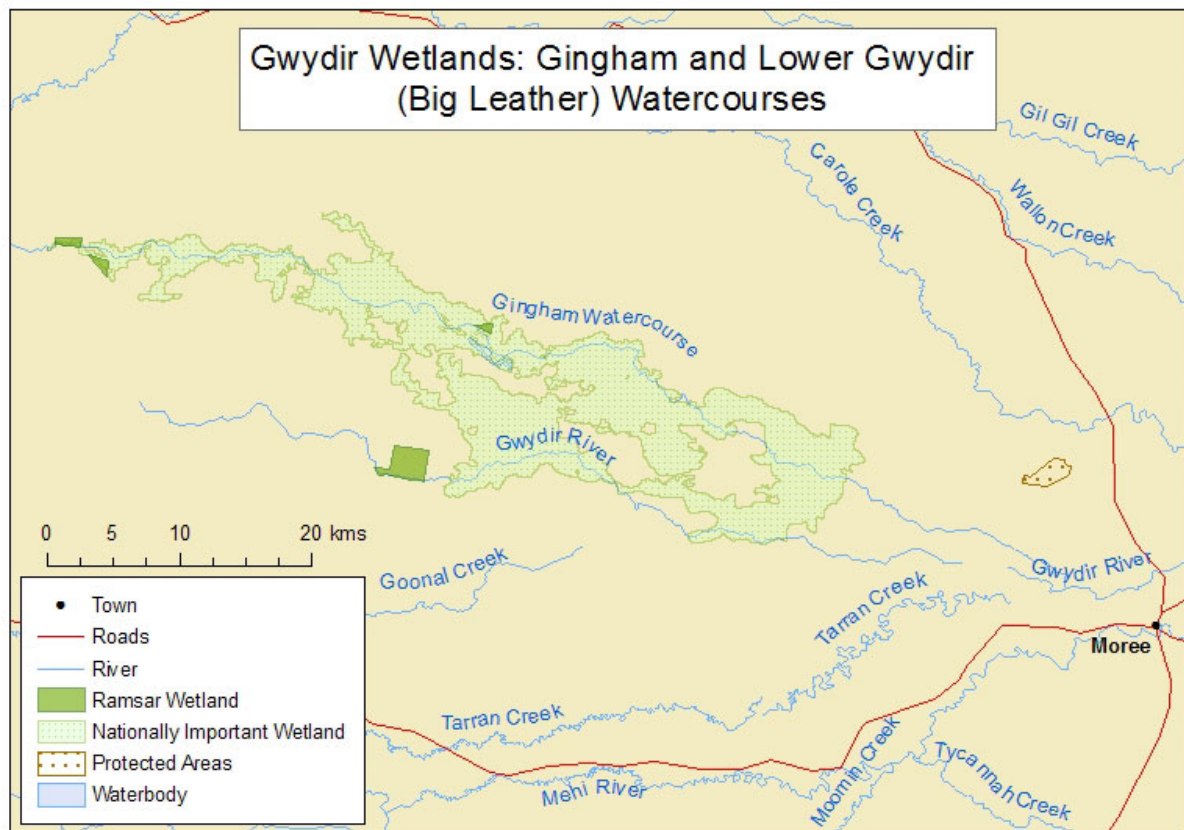 Gwydir Wetlands: Gingham and Lower Gwydir
(Big Leather) Watercourses
Gil Gil Creek
Carole Creek
Wallon Creek
Gingham Watercourse
Gwydir River
0 5 10 20 kms
Goonal Creek
Gwydir River
Tarran Creek
Moree
Tarran Creek
Mehi River
Moomin Creek
Tycannah Creek
Town
Roads
River
Ramsar Wetland
Nationally Important Wetland
Protected Areas
Waterbody